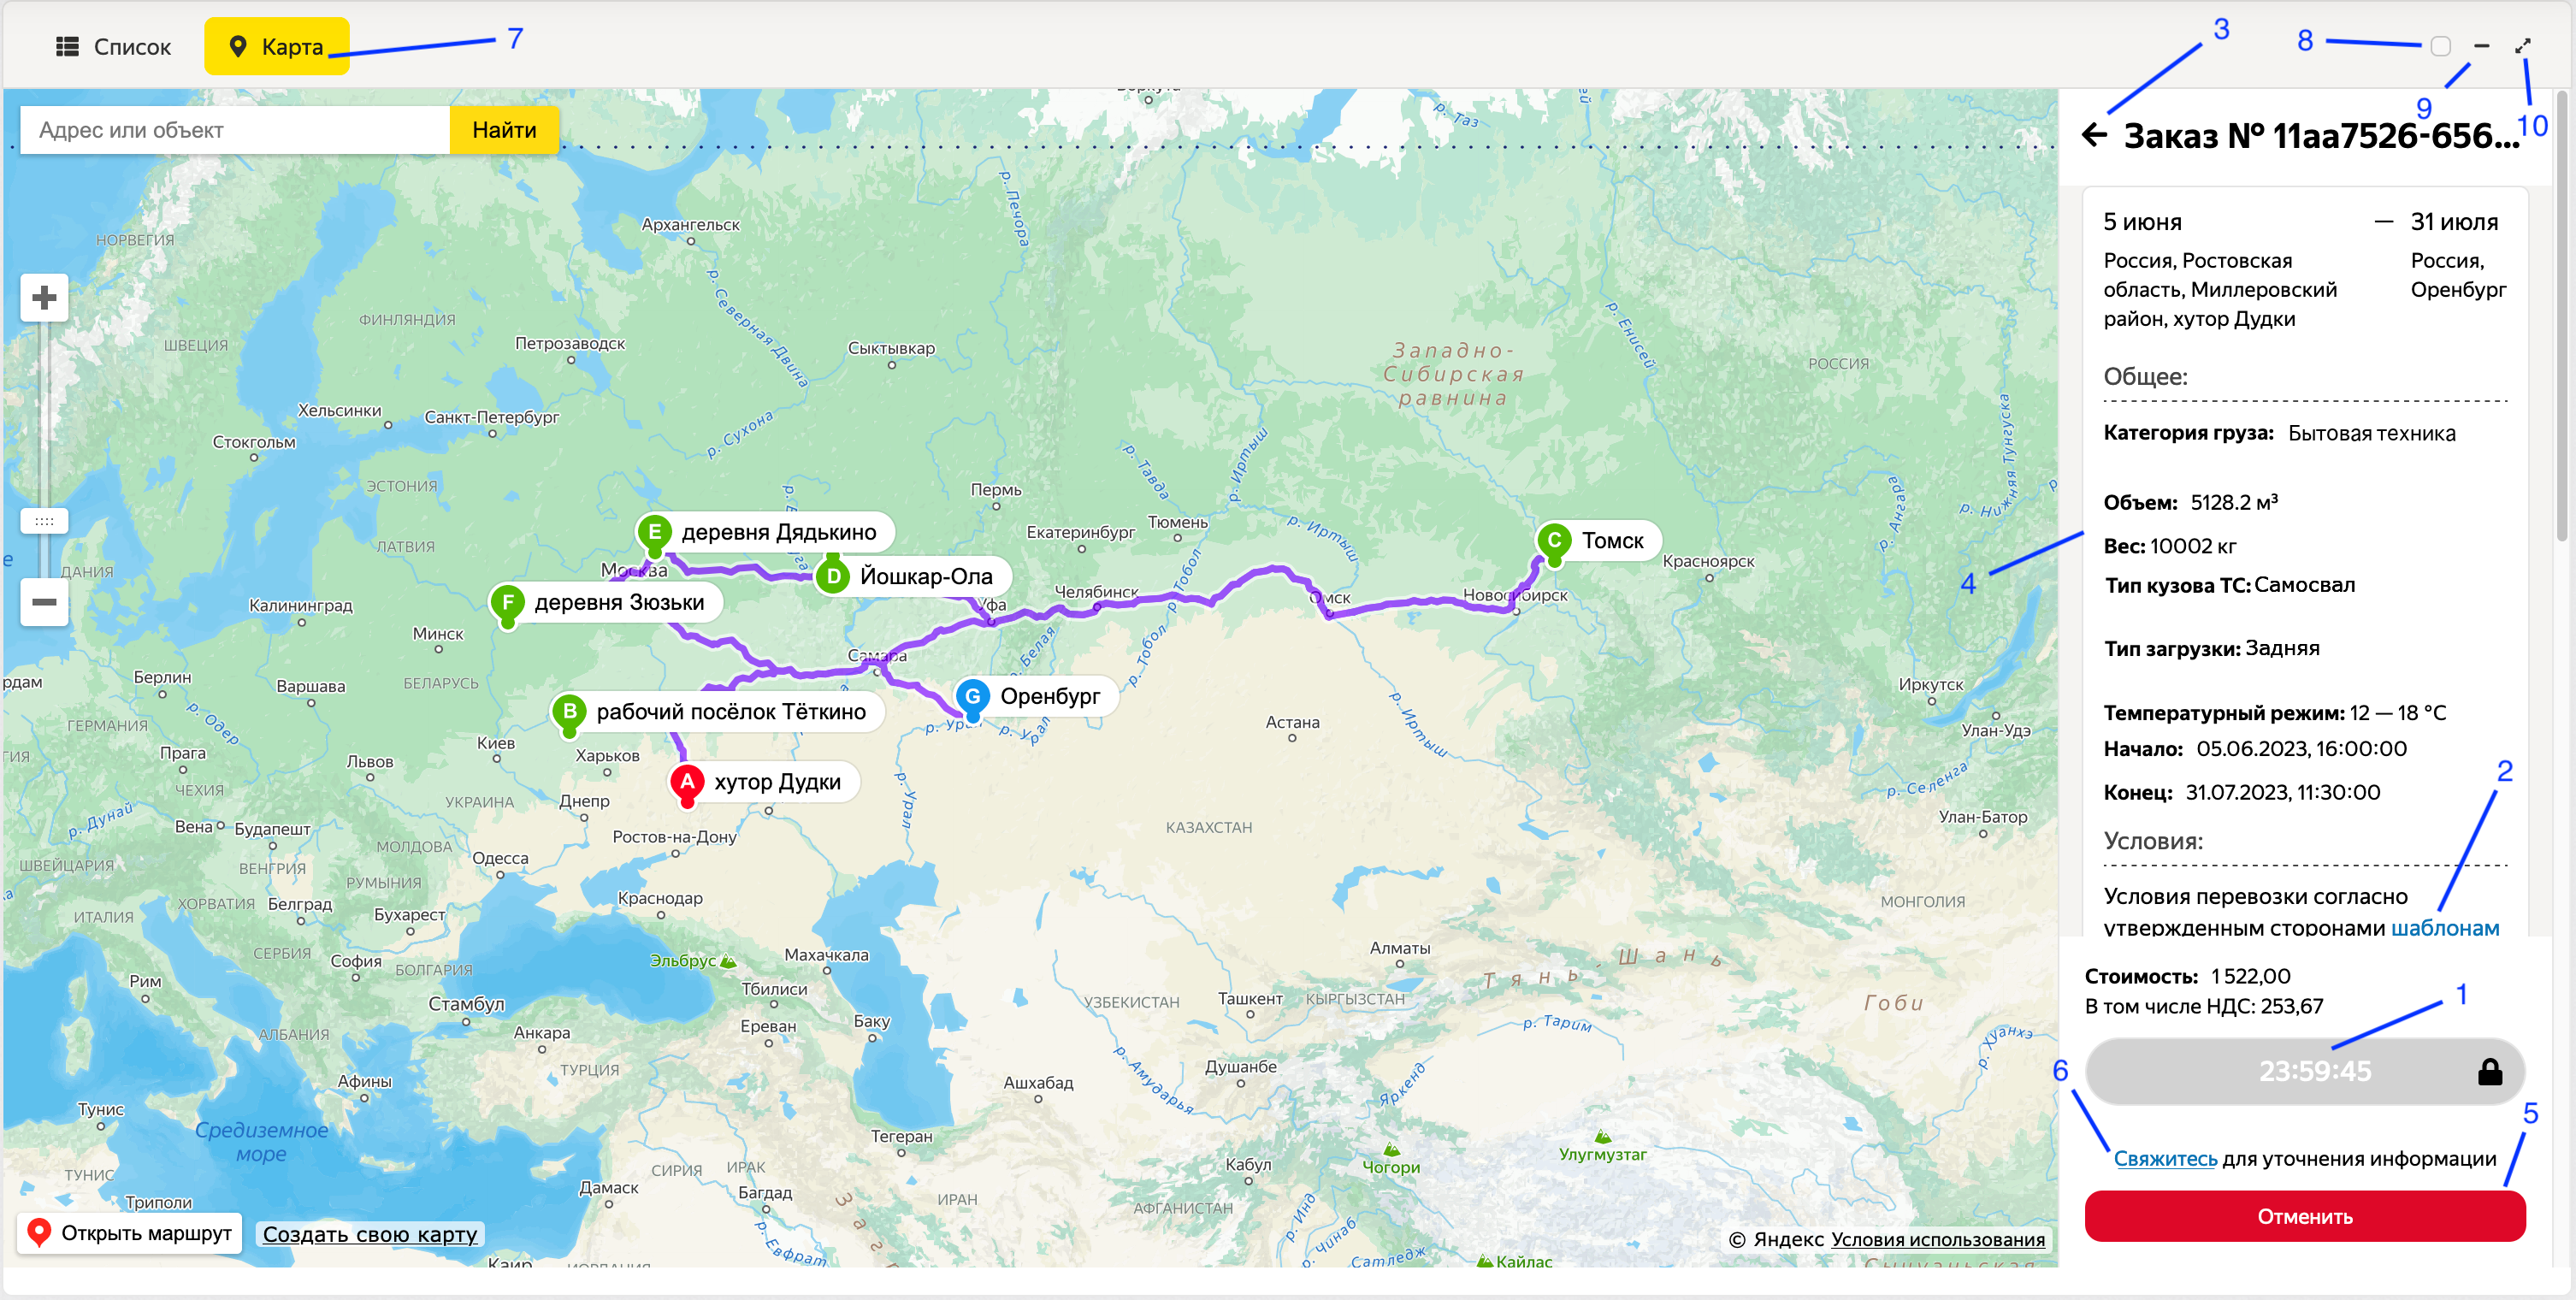 Список
Карта
7
3
8
9
10
Адрес или объект
Найти
Заказ № 11aa7526-656...
5 июня — 31 июля
Россия, Ростовская область, Миллеровский район, хутор Дудки
Россия, Оренбург
Общее:
Категория груза: Бытовая техника
Объем: 5128.2 м³
Вес: 10002 кг
4
Тип кузова ТС: Самосвал
Тип загрузки: Задняя
Температурный режим: 12 — 18 °C
Начало: 05.06.2023, 16:00:00
2
Конец: 31.07.2023, 11:30:00
Условия:
Условия перевозки согласно
утвержденным сторонами шаблонам
Стоимость: 1 522,00
В том числе НДС: 253,67
1
23:59:45
6
5
Свяжитесь для уточнения информации
Отменить
р. Таз
р. Печора
Архангельск
НОРВЕГИЯ
р. Северная Двина
ФИНЛЯНДИЯ
ШВЕЦИЯ
Петрозаводск
Сыктывкар
р. Енисей
Западно-
Сибирская
равнина
РОССИЯ
Хельсинки
Санкт-Петербург
Стокгольм
р. Сухона
р. Иртыш
р. Тавда
р. Нижняя Тунгуска
ЭСТОНИЯ
Пермь
р. Ангара
E деревня Дядькино
Екатеринбург
Тюмень
р. Иртыш
C Томск
ЛАТВИЯ
Москва
D Йошкар-Ола
Красноярск
ДАНИЯ
Калининград
F деревня Зюзьки
Уфа
Челябинск
р. Тобол
Омск
Новосибирск
Минск
Самара
р. Белая
р. Тобол
рдам
Берлин
Варшава
БЕЛАРУСЬ
G Оренбург
Иркутск
р. Одер
ГЕРМАНИЯ
B рабочий посёлок Тёткино
р. Урал
р. Урал
Астана
р. Иртыш
Улан-Удэ
Прага
Киев
Харьков
Львов
ЧЕХИЯ
A хутор Дудки
р. Урал
р. Селенга
УКРАИНА
Днепр
р. Дунай
Вена
Будапешт
Ростов-на-Дону
КАЗАХСТАН
Улан-Батор
МОЛДОВА
ШВЕЙЦАРИЯ
ВЕНГРИЯ
Одесса
РУМЫНИЯ
ХОРВАТИЯ
Белград
Краснодар
МОНГОЛИЯ
ИТАЛИЯ
Бухарест
СЕРБИЯ
Эльбрус
Махачкала
Алматы
Тянь-Шань
София
БОЛГАРИЯ
Рим
Стамбул
Тбилиси
УЗБЕКИСТАН
Ташкент
КЫРГЫЗСТАН
Гоби
АЛБАНИЯ
Анкара
Ереван
Баку
р. Тарим
р. Хуанхэ
ТУРЦИЯ
р. Амударья
Душанбе
Афины
Ашхабад
р. Яркенд
Тунис
Средиземное
море
Тегеран
Чогори
Улугмузтаг
ТУНИС
СИРИЯ
ИРАК
Кабул
Триполи
Дамаск
Багдад
ИРАН
АФГАНИСТАН
р. Инд
р. Чинаб
р. Евфрат
р. Сатледж
Кайлас
Каир
Открыть маршрут
Создать свою карту
© Яндекс Условия использования